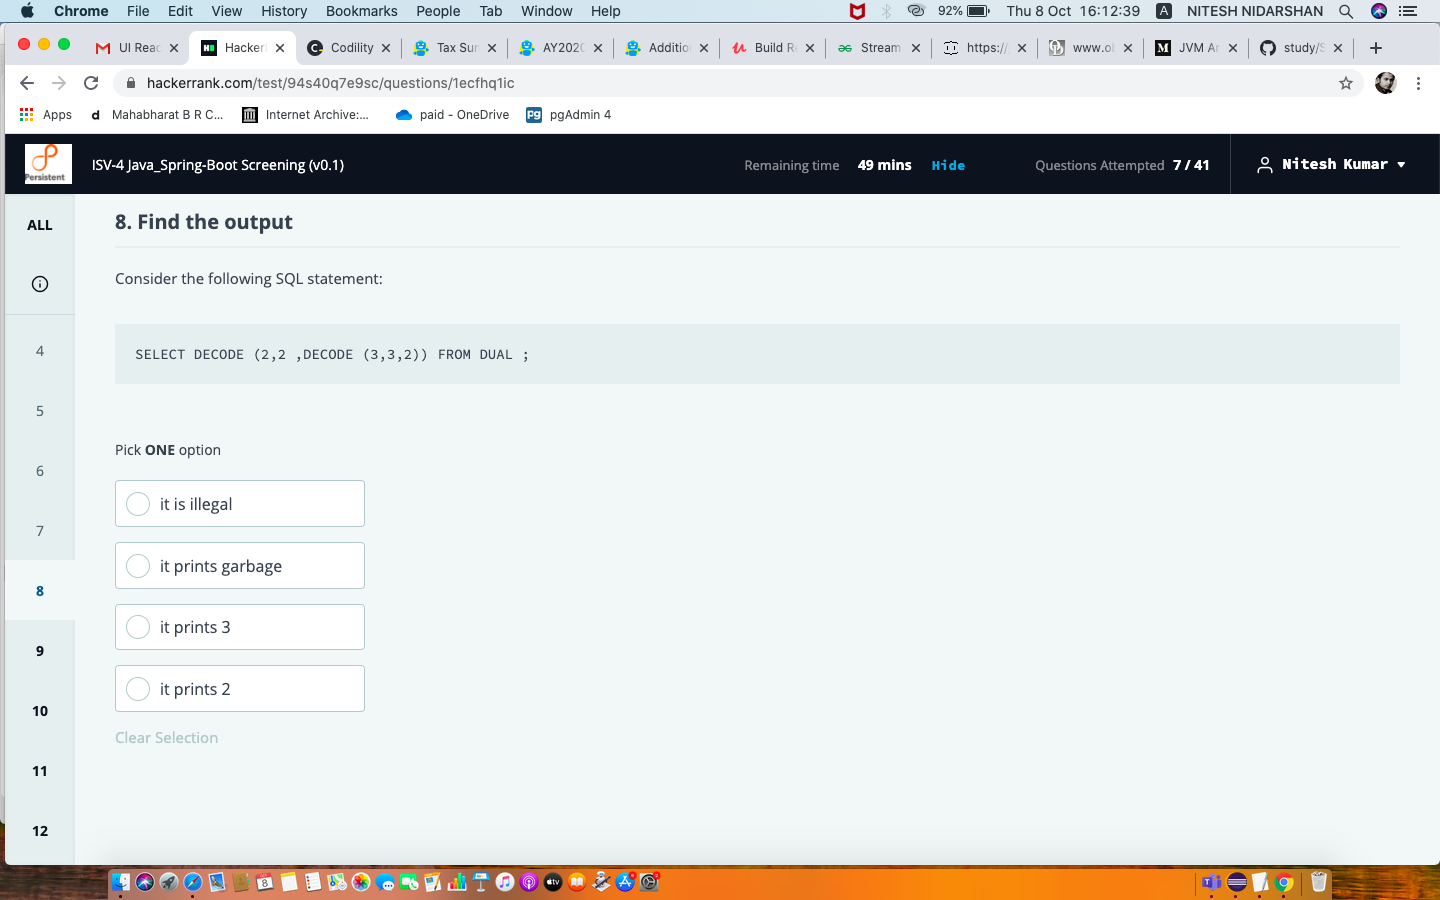 Chrome File Edit View History Bookmarks People Tab Window Help 92% Thu 8 Oct 16:12:39 A NITESH NIDARSHAN
UI Reac Hacker Codility Tax Sur AY202 Additio Build R Stream https:// www.o JVM Ar study/S
hackerrank.com/test/94s40q7e9sc/questions/1ecfhq1ic
Apps Mahabharat B R C... Internet Archive:... paid - OneDrive pgAdmin 4
Persistent ISV-4 Java_Spring-Boot Screening (v0.1) Remaining time 49 mins Hide Questions Attempted 7 / 41 Nitesh Kumar
ALL
8. Find the output
Consider the following SQL statement:
4
SELECT DECODE (2,2 ,DECODE (3,3,2)) FROM DUAL ;
5
Pick ONE option
6
it is illegal
7
it prints garbage
8
it prints 3
9
it prints 2
10
Clear Selection
11
12